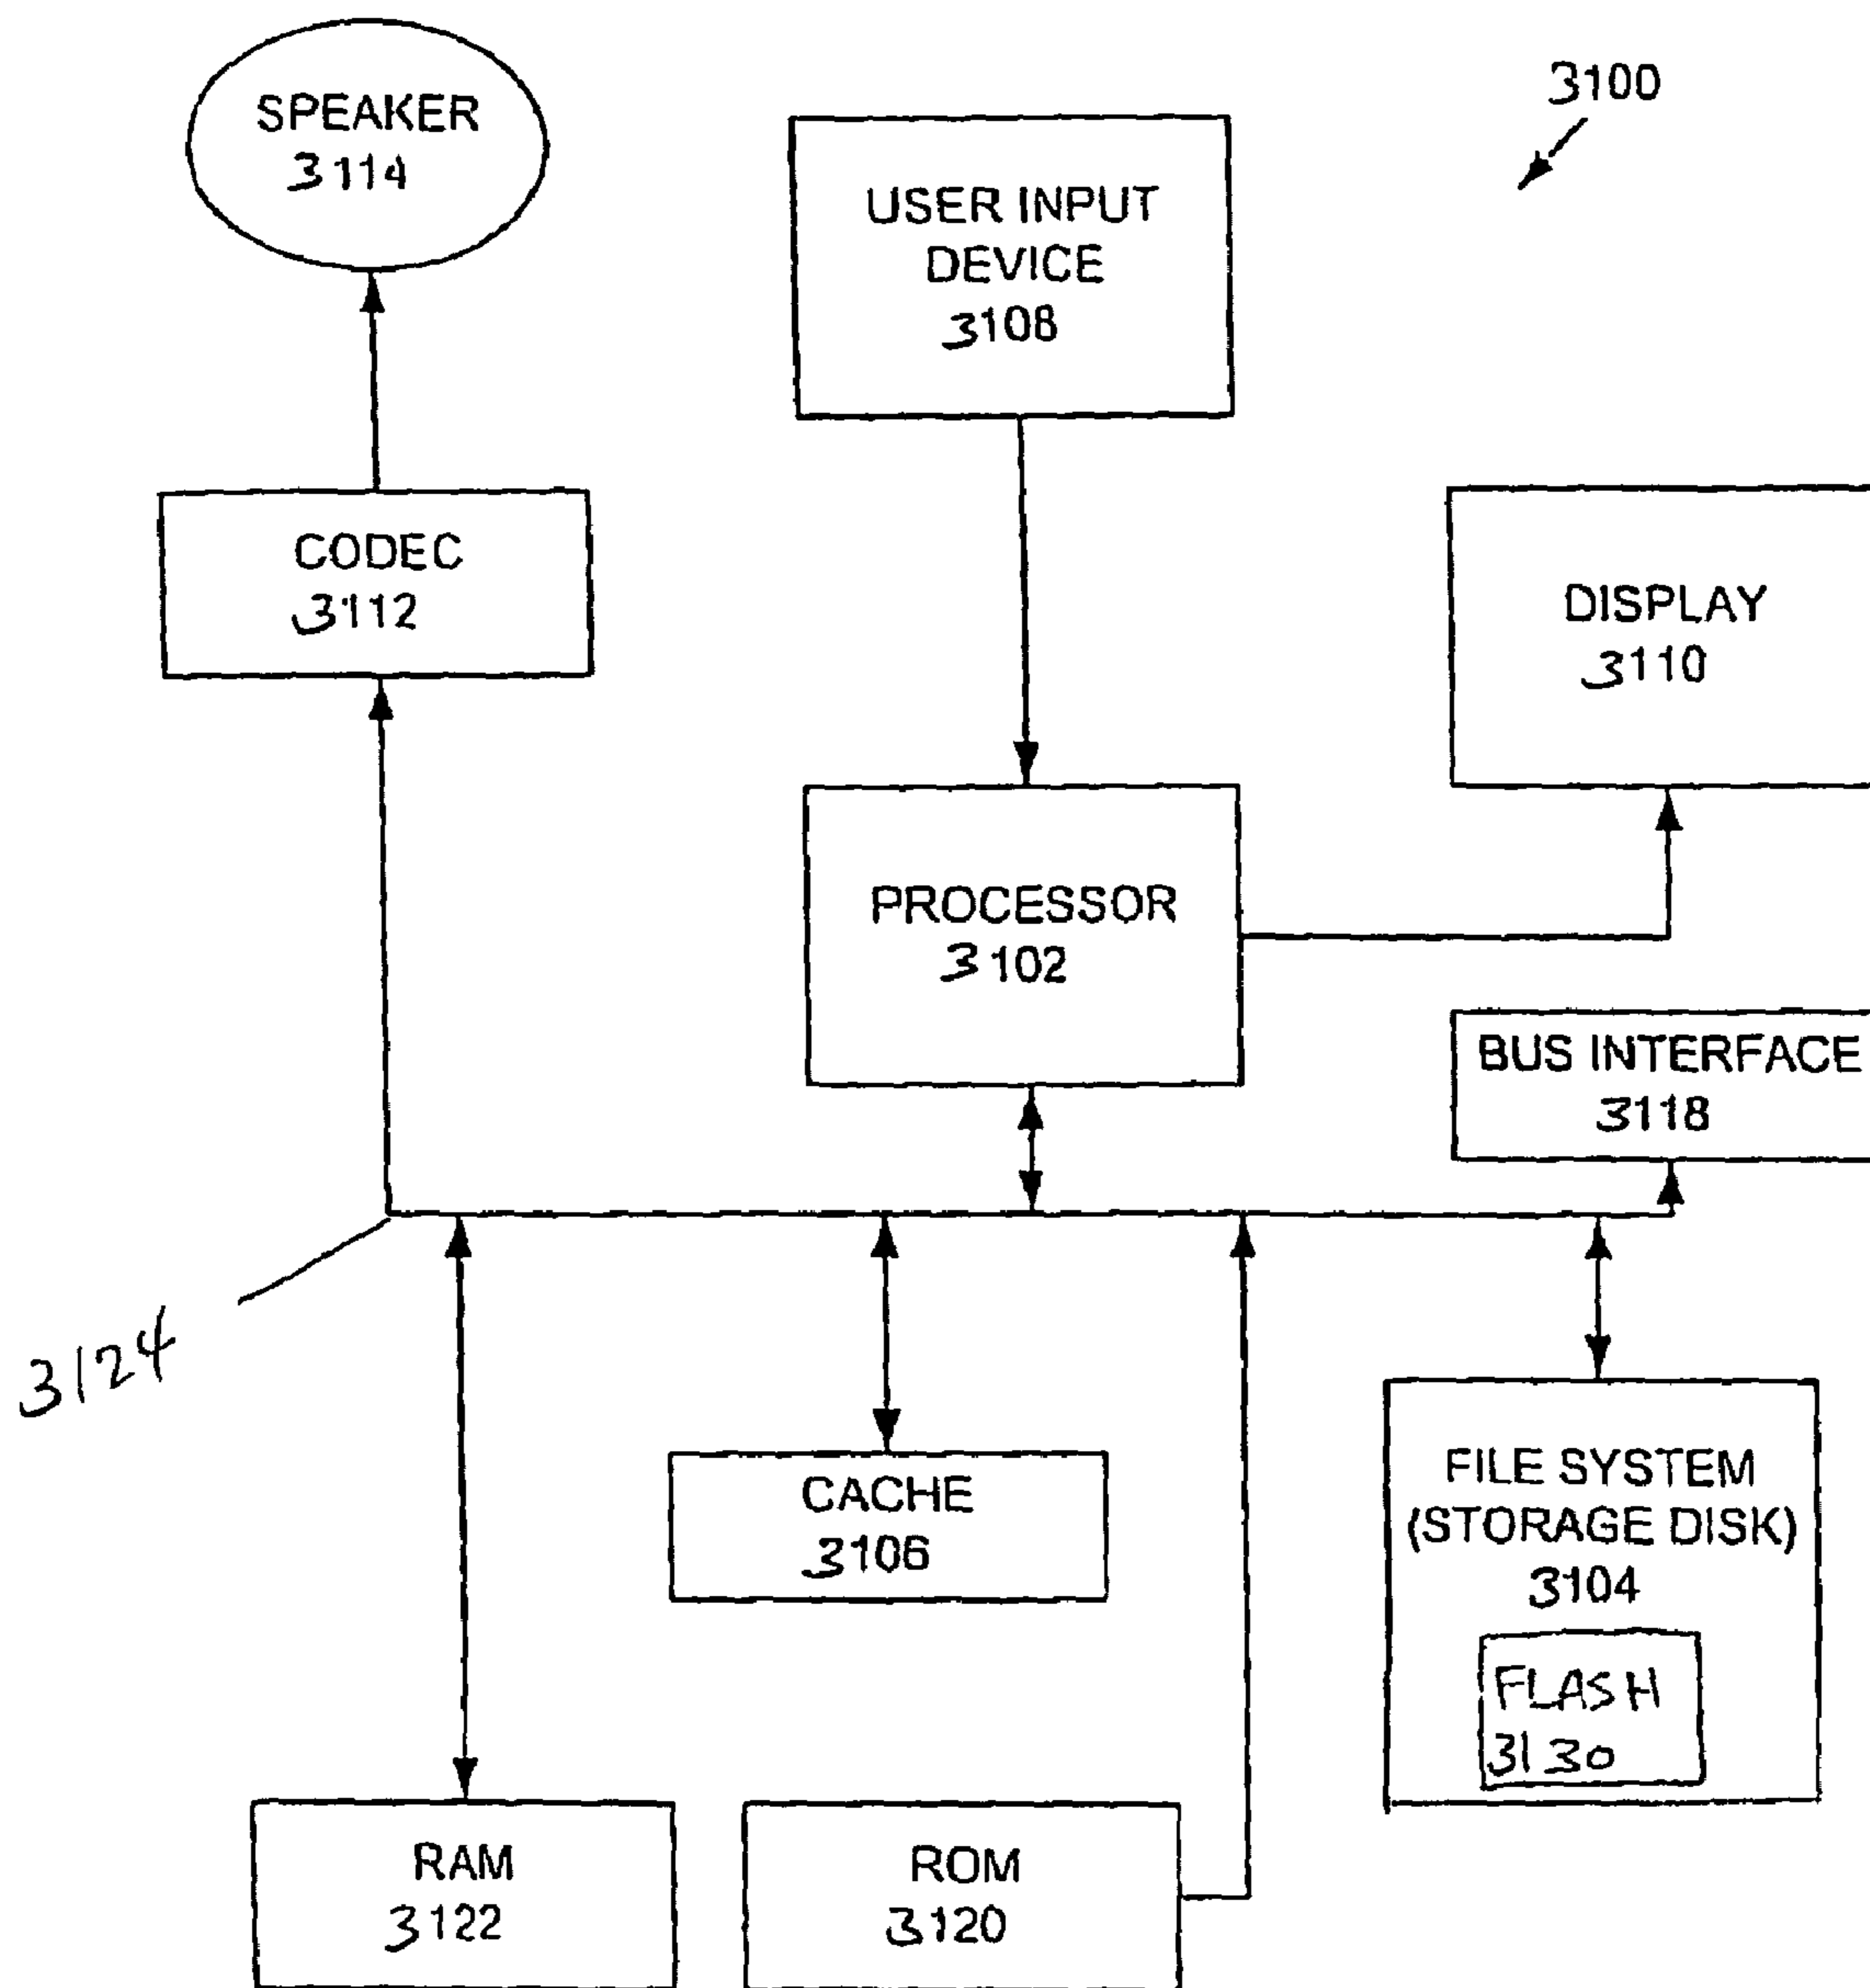 3100
SPEAKER
3114
USER INPUT
DEVICE
3108
CODEC
3112
DISPLAY
3110
PROCESSOR
3102
BUS INTERFACE
3118
3124
CACHE
3106
FILE SYSTEM
(STORAGE DISK)
3104
FLASH
3130
RAM
3122
ROM
3120